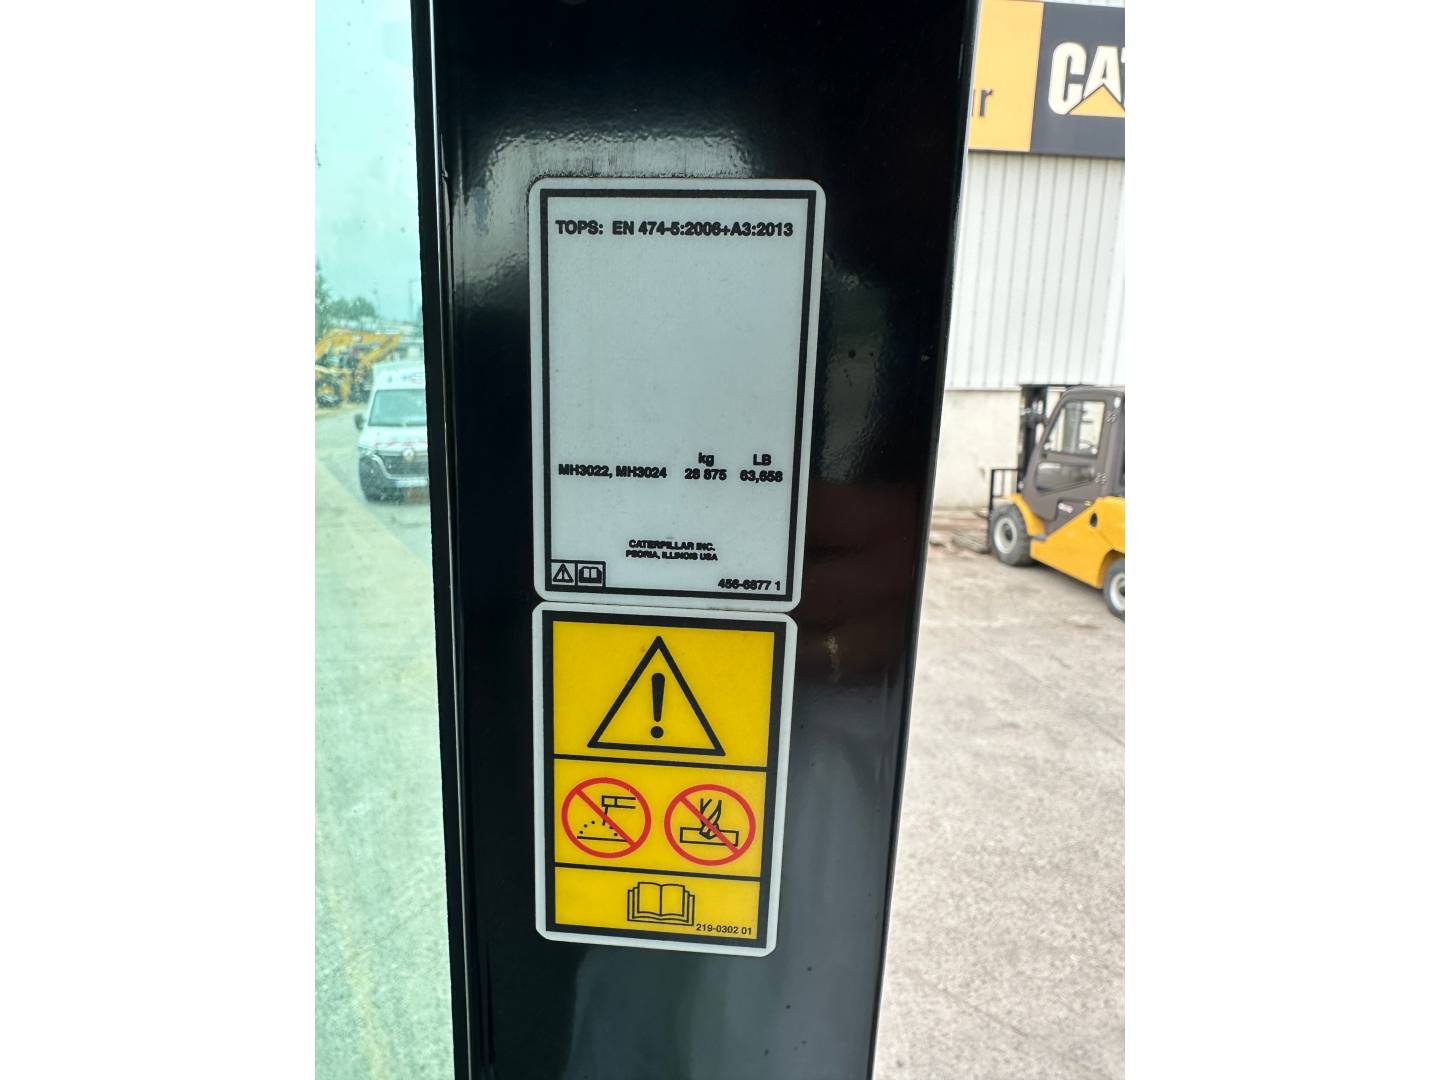 TOPS: EN 474-5:2006+A3:2013
kg LB
MH3022, MH3024 28 875 63,658
CATERPILLAR INC.
PEORIA, ILLINOIS USA
456-6877 1
219-0302 01
CAT